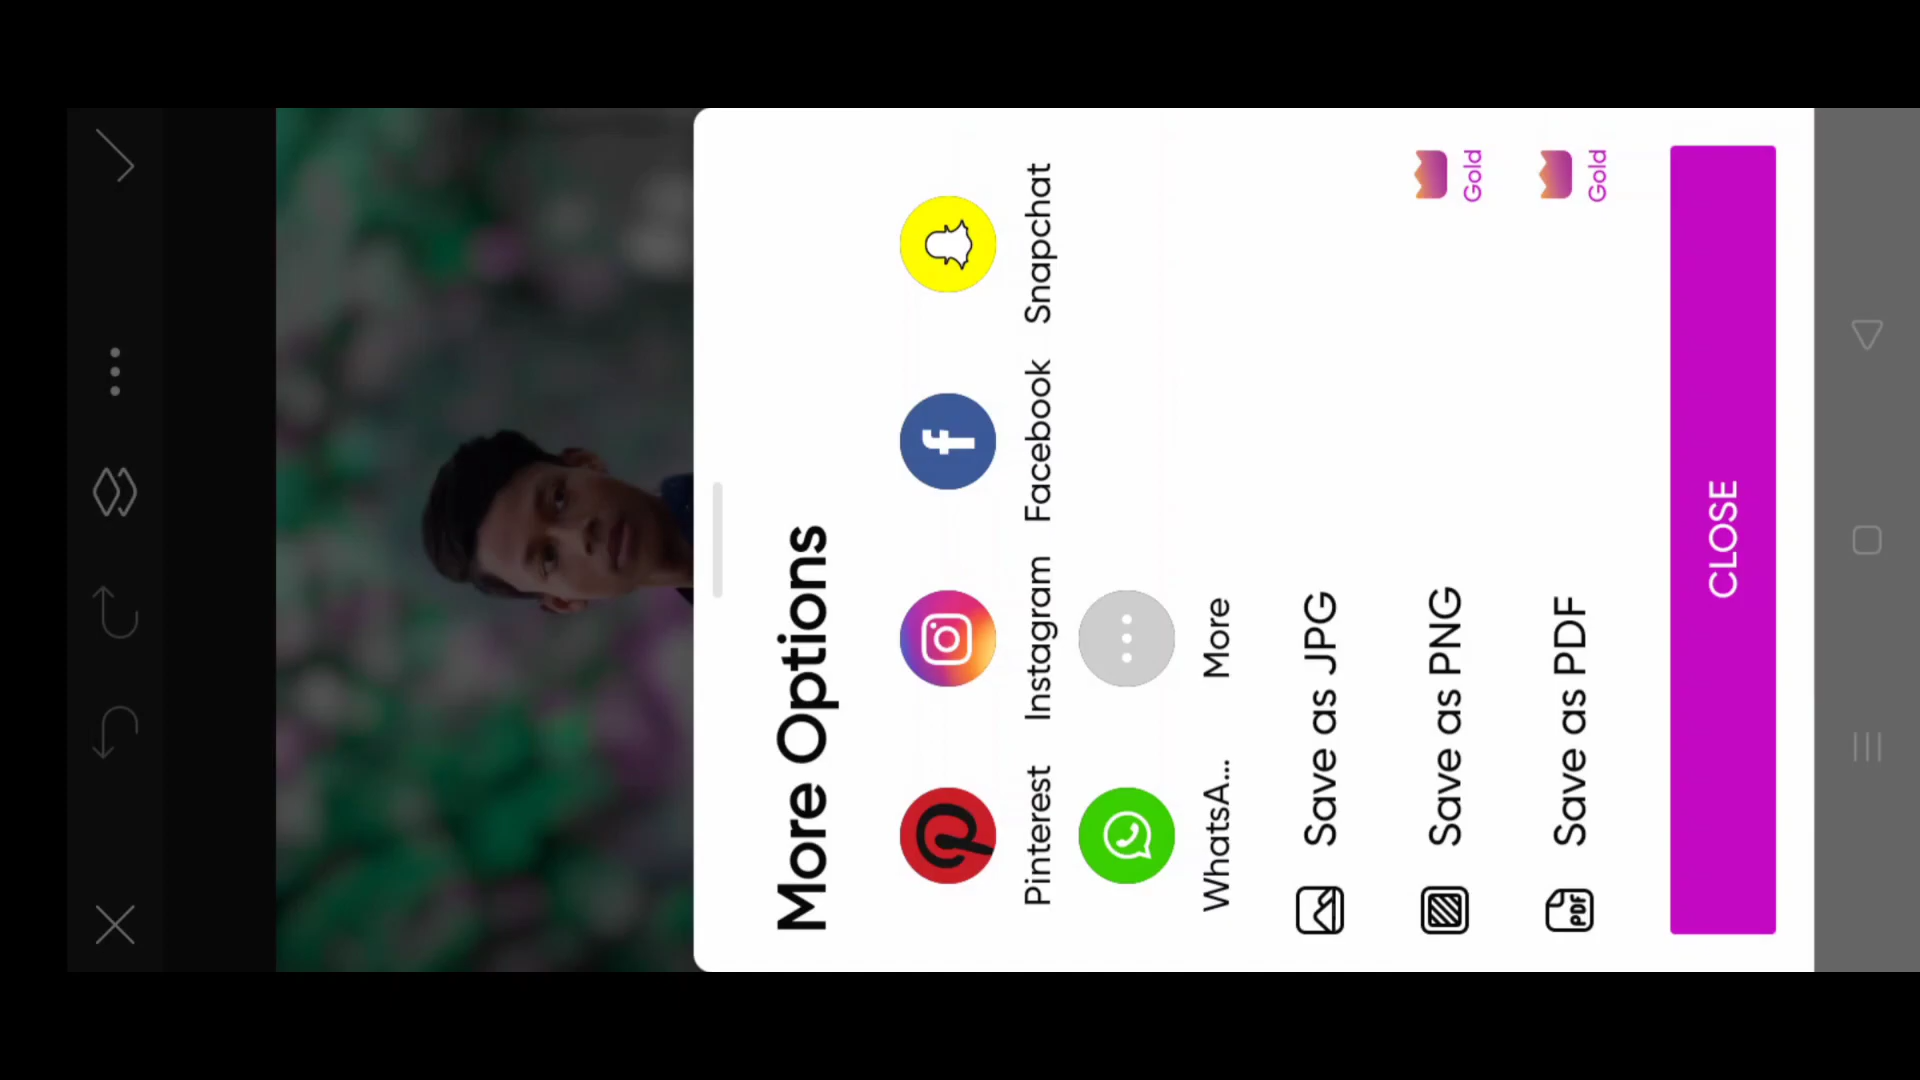 More Options
Pinterest Instagram Facebook Snapchat
WhatsA... More
Save as JPG
Save as PNG Gold
PDF Save as PDF Gold
CLOSE